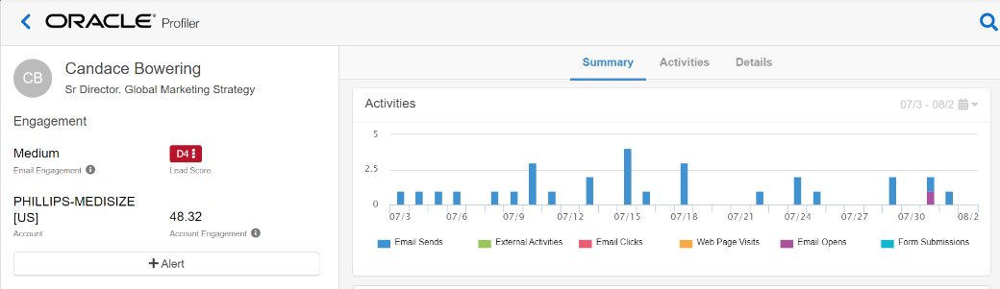 ORACLE Profiler
CB
Candace Bowering
Sr Director. Global Marketing Strategy
Engagement
Medium
D4
Email Engagement
Lead Score
PHILLIPS-MEDISIZE
[US]
48.32
Account
Account Engagement
+ Alert
Summary Activities Details
Activities
07/3 - 08/2
5
2.5
0
07/3 07/6 07/9 07/12 07/15 07/18 07/21 07/24 07/27 07/30 08/2
Email Sends External Activities Email Clicks Web Page Visits Email Opens Form Submissions